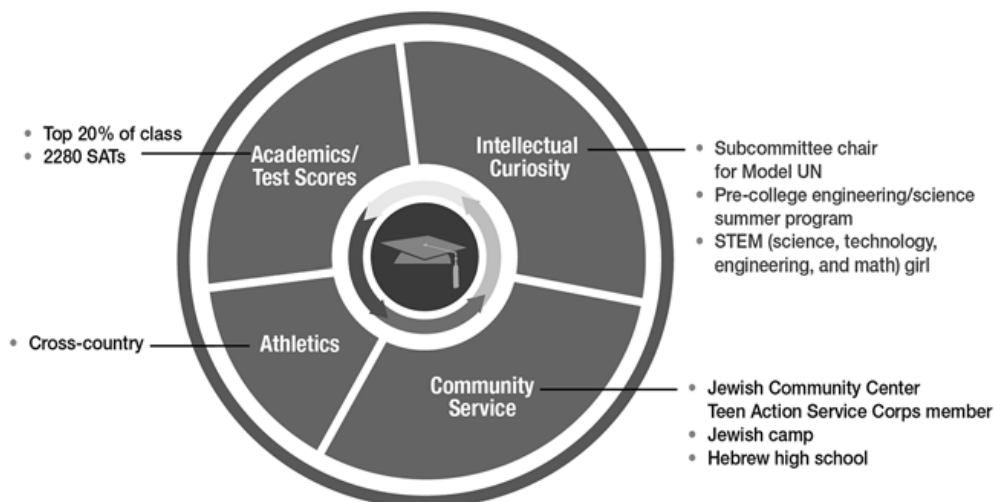 • Top 20% of class
• 2280 SATs
Academics/
Test Scores
Intellectual
Curiosity
• Subcommittee chair
for Model UN
• Pre-college engineering/science
summer program
• STEM (science, technology,
engineering, and math) girl
• Cross-country
Athletics
Community
Service
• Jewish Community Center
Teen Action Service Corps member
• Jewish camp
• Hebrew high school